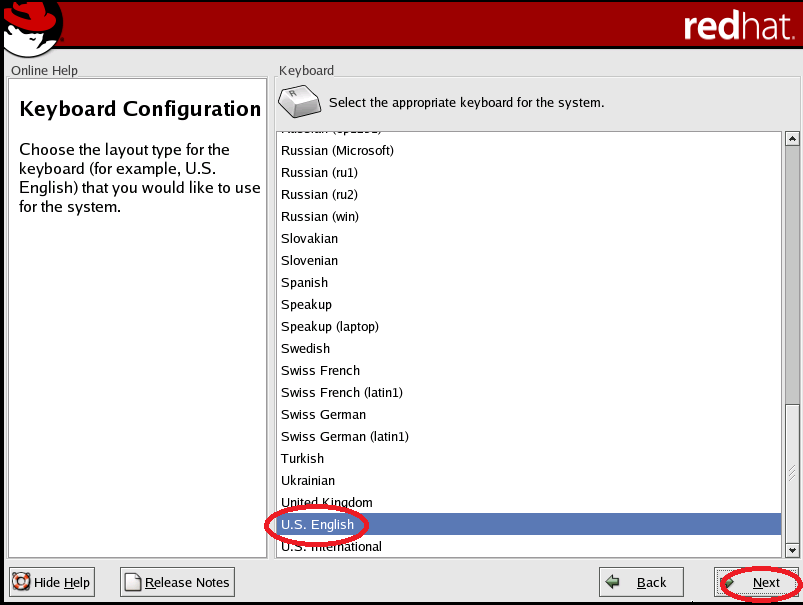 redhat.
Online Help
Keyboard Configuration
Choose the layout type for the
keyboard (for example, U.S.
English) that you would like to use
for the system.
Keyboard
R
Select the appropriate keyboard for the system.
Russian (Microsoft)
Russian (ru1)
Russian (ru2)
Russian (win)
Slovakian
Slovenian
Spanish
Speakup
Speakup (laptop)
Swedish
Swiss French
Swiss French (latin1)
Swiss German
Swiss German (latin1)
Turkish
Ukrainian
United Kingdom
U.S. English
U.S. International
Hide Help
Release Notes
Back
Next